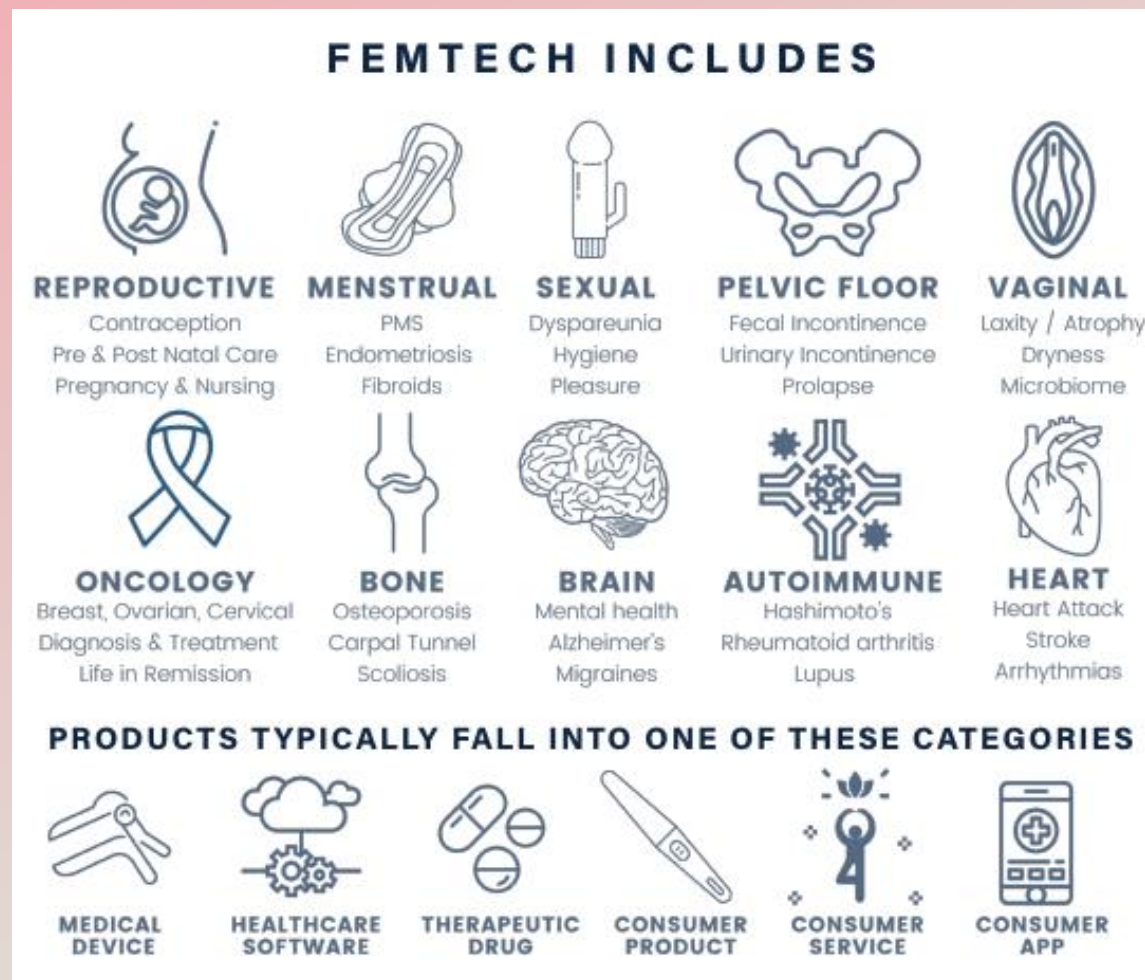 FEMTECH INCLUDES
REPRODUCTIVE
Contraception
Pre & Post Natal Care
Pregnancy & Nursing
MENSTRUAL
PMS
Endometriosis
Fibroids
SEXUAL
Dyspareunia
Hygiene
Pleasure
PELVIC FLOOR
Fecal Incontinence
Urinary Incontinence
Prolapse
VAGINAL
Laxity / Atrophy
Dryness
Microbiome
ONCOLOGY
Breast, Ovarian, Cervical
Diagnosis & Treatment
Life in Remission
BONE
Osteoporosis
Carpal Tunnel
Scoliosis
BRAIN
Mental health
Alzheimer's
Migraines
AUTOIMMUNE
Hashimoto's
Rheumatoid arthritis
Lupus
HEART
Heart Attack
Stroke
Arrhythmias
PRODUCTS TYPICALLY FALL INTO ONE OF THESE CATEGORIES
MEDICAL
DEVICE
HEALTHCARE
SOFTWARE
THERAPEUTIC
DRUG
CONSUMER
PRODUCT
CONSUMER
SERVICE
CONSUMER
APP